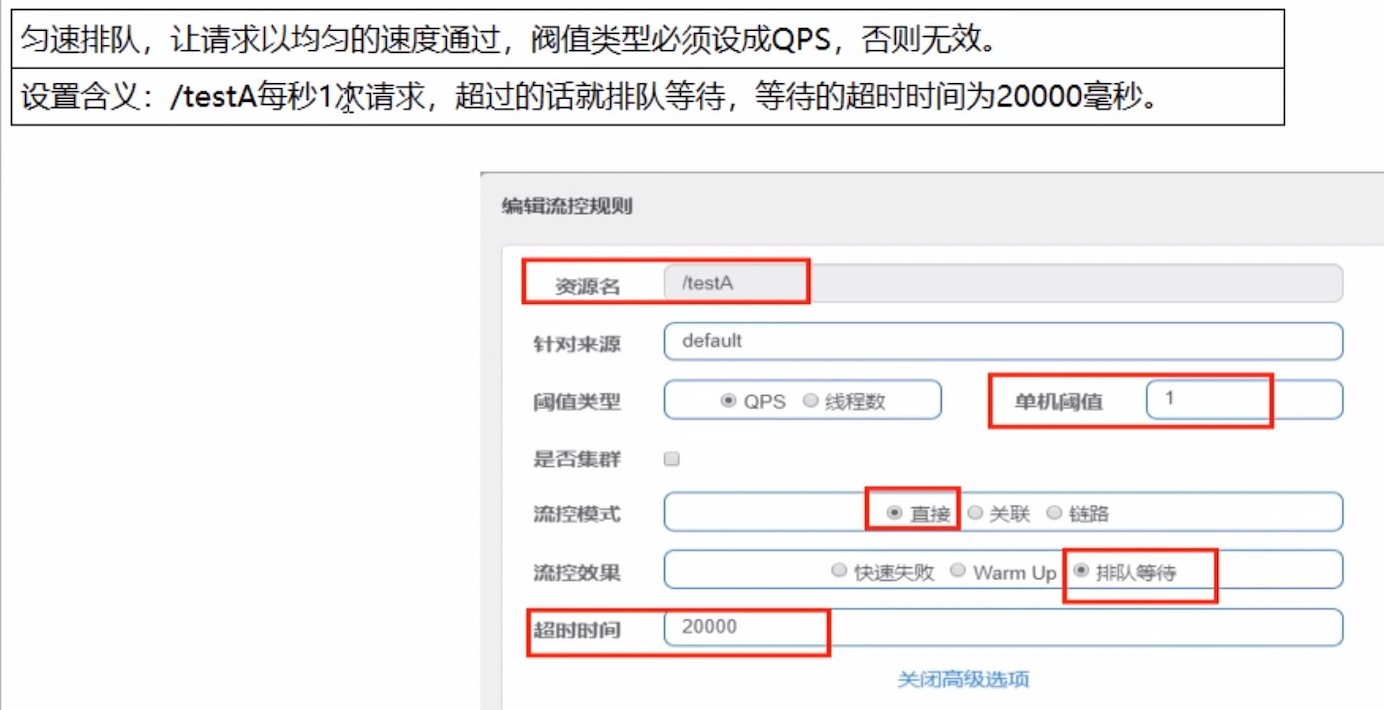 匀速排队，让请求以均匀的速度通过，阀值类型必须设成QPS，否则无效。
设置含义：/testA每秒1次请求，超过的话就排队等待，等待的超时时间为20000毫秒。
编辑流控规则
资源名 /testA
针对来源 default
阈值类型 QPS 线程数 单机阈值 1
是否集群
流控模式 直接 关联 链路
流控效果 快速失败 Warm Up 排队等待
超时时间 20000
关闭高级选项